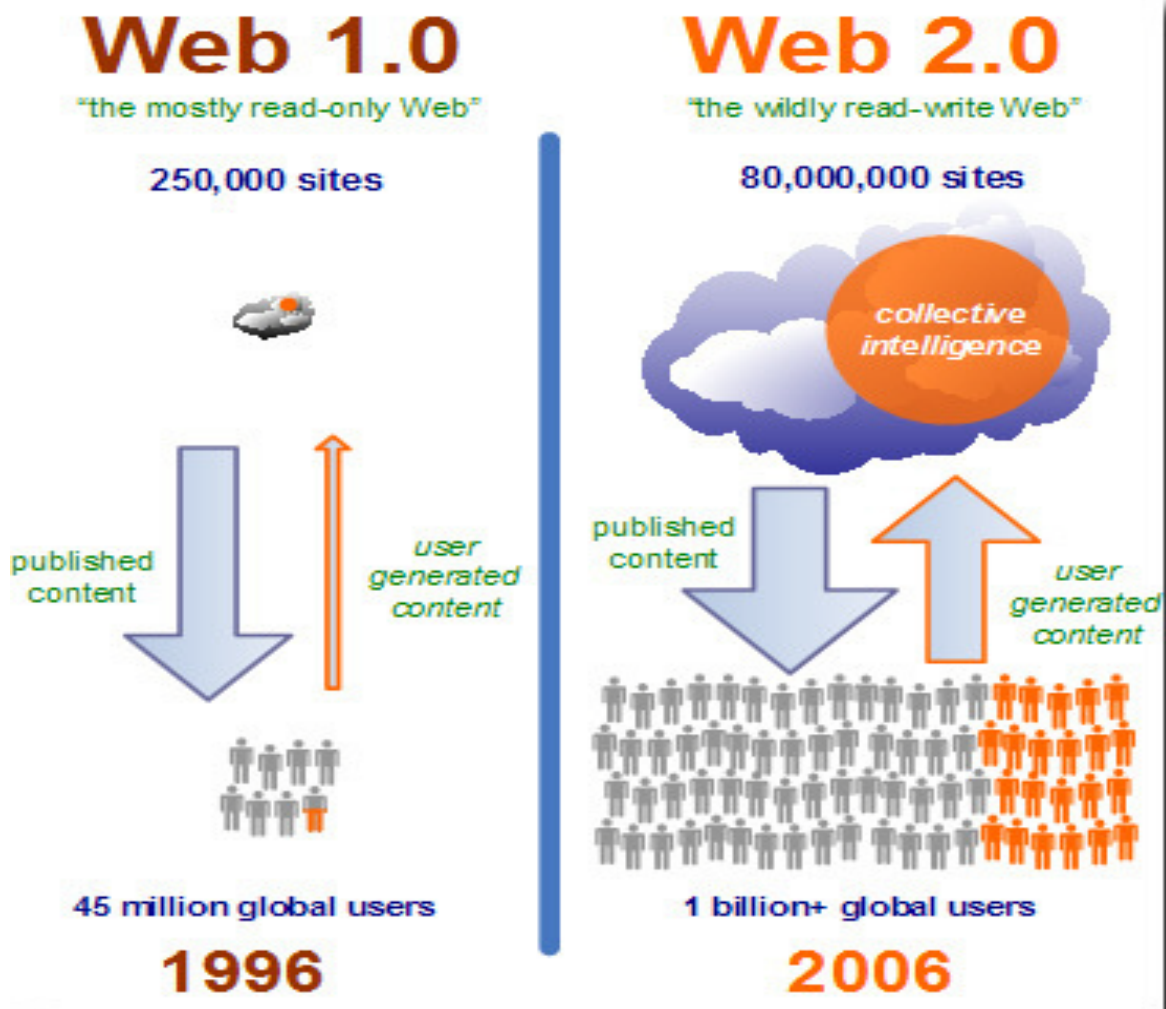 Web 1.0
“the mostly read-only Web”
250,000 sites
published
content
user
generated
content
45 million global users
1996
Web 2.0
“the wildly read-write Web”
80,000,000 sites
collective
intelligence
published
content
user
generated
content
1 billion+ global users
2006